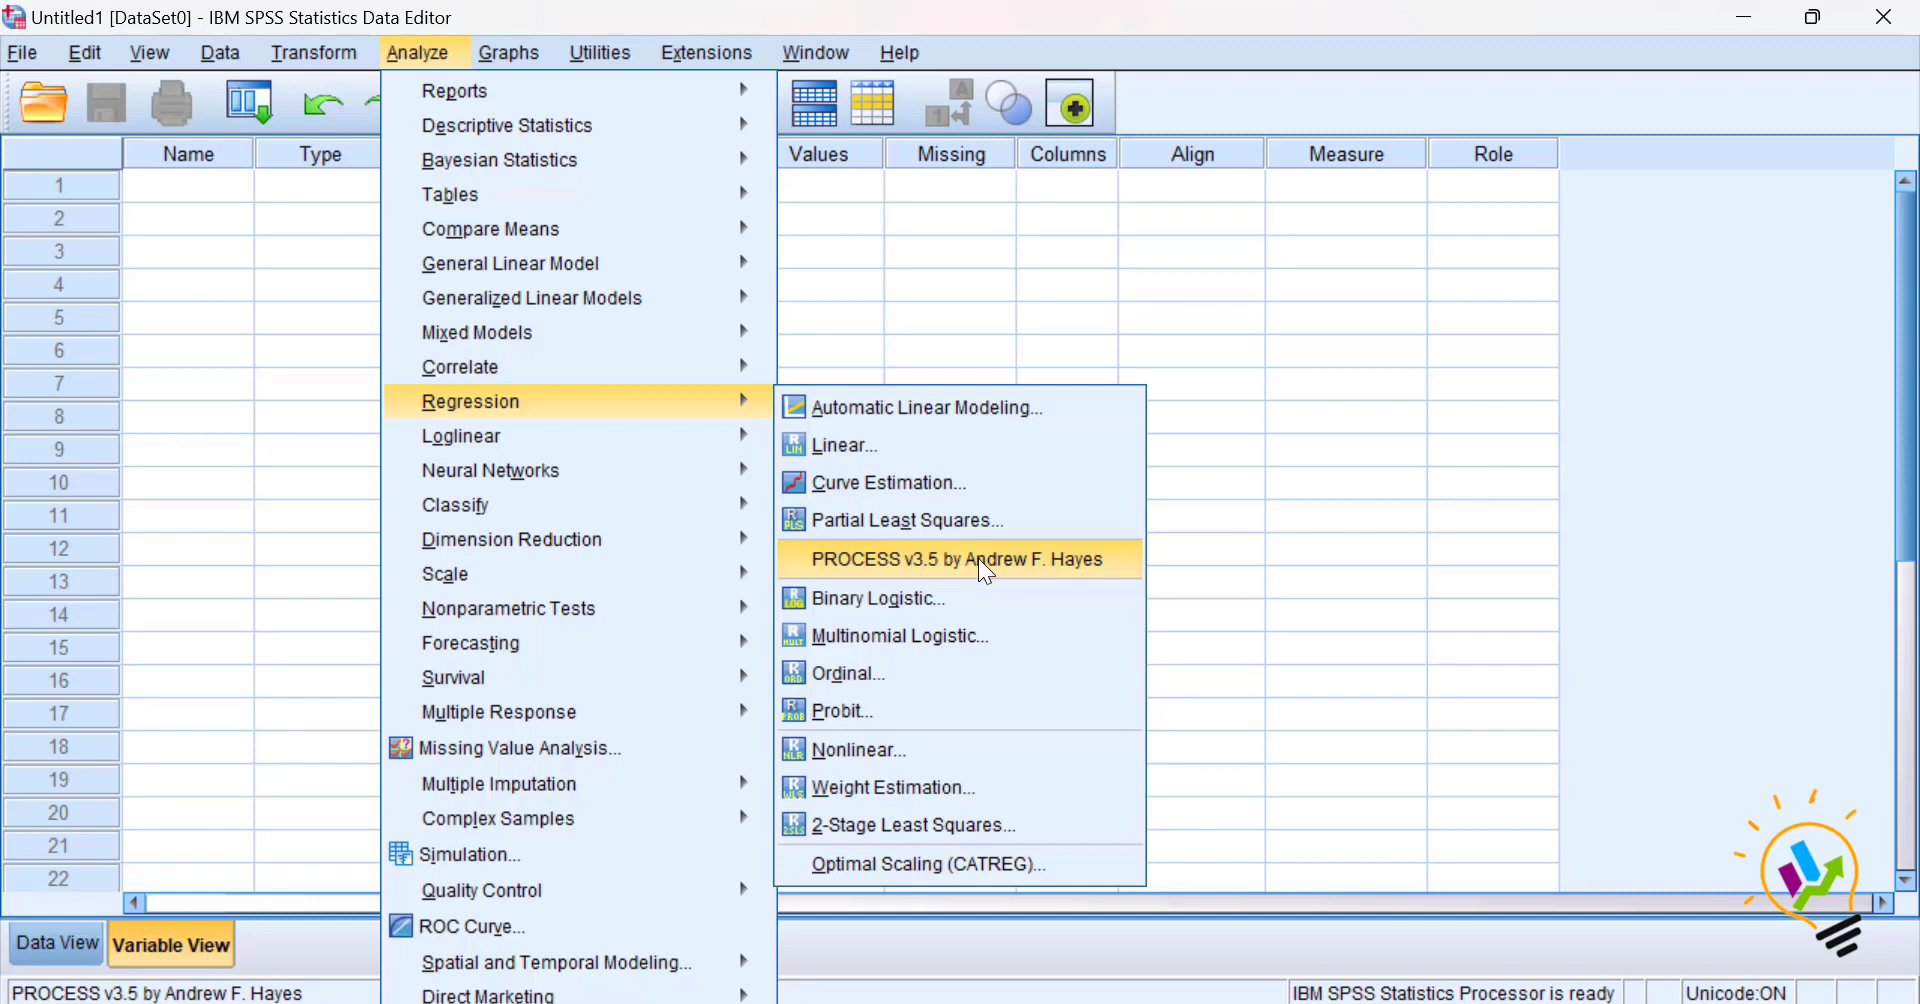 Untitled1 [DataSet0] - IBM SPSS Statistics Data Editor
File Edit View Data Transform Analyze Graphs Utilities Extensions Window Help
Name Type Values Missing Columns Align Measure Role
1
2
3
4
5
6
7
8
9
10
11
12
13
14
15
16
17
18
19
20
21
22
Reports
Descriptive Statistics
Bayesian Statistics
Tables
Compare Means
General Linear Model
Generalized Linear Models
Mixed Models
Correlate
Regression
Loglinear
Neural Networks
Classify
Dimension Reduction
Scale
Nonparametric Tests
Forecasting
Survival
Multiple Response
Missing Value Analysis...
Multiple Imputation
Complex Samples
Simulation...
Quality Control
ROC Curve...
Spatial and Temporal Modeling...
Direct Marketing
Automatic Linear Modeling...
Linear...
Curve Estimation...
Partial Least Squares...
PROCESS v3.5 by Andrew F. Hayes
Binary Logistic...
Multinomial Logistic...
Ordinal...
Probit...
Nonlinear...
Weight Estimation...
2-Stage Least Squares...
Optimal Scaling (CATREG)...
Data View Variable View
PROCESS v3.5 by Andrew F. Hayes IBM SPSS Statistics Processor is ready Unicode:ON